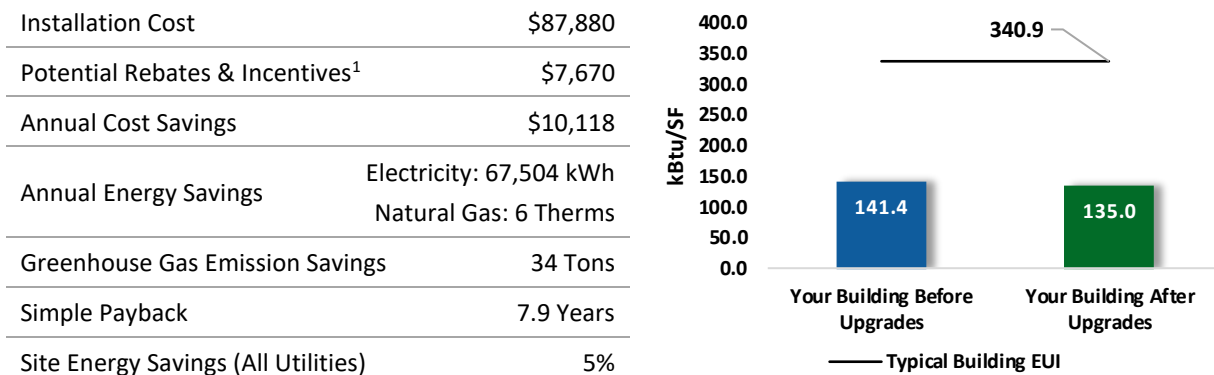 Installation Cost $87,880
Potential Rebates & Incentives¹ $7,670
Annual Cost Savings $10,118
Annual Energy Savings
Electricity: 67,504 kWh
Natural Gas: 6 Therms
Greenhouse Gas Emission Savings 34 Tons
Simple Payback 7.9 Years
Site Energy Savings (All Utilities) 5%
kBtu/SF
400.0
350.0
300.0
250.0
200.0
150.0
100.0
50.0
0.0
340.9
141.4
135.0
Your Building Before
Upgrades
Your Building After
Upgrades
Typical Building EUI